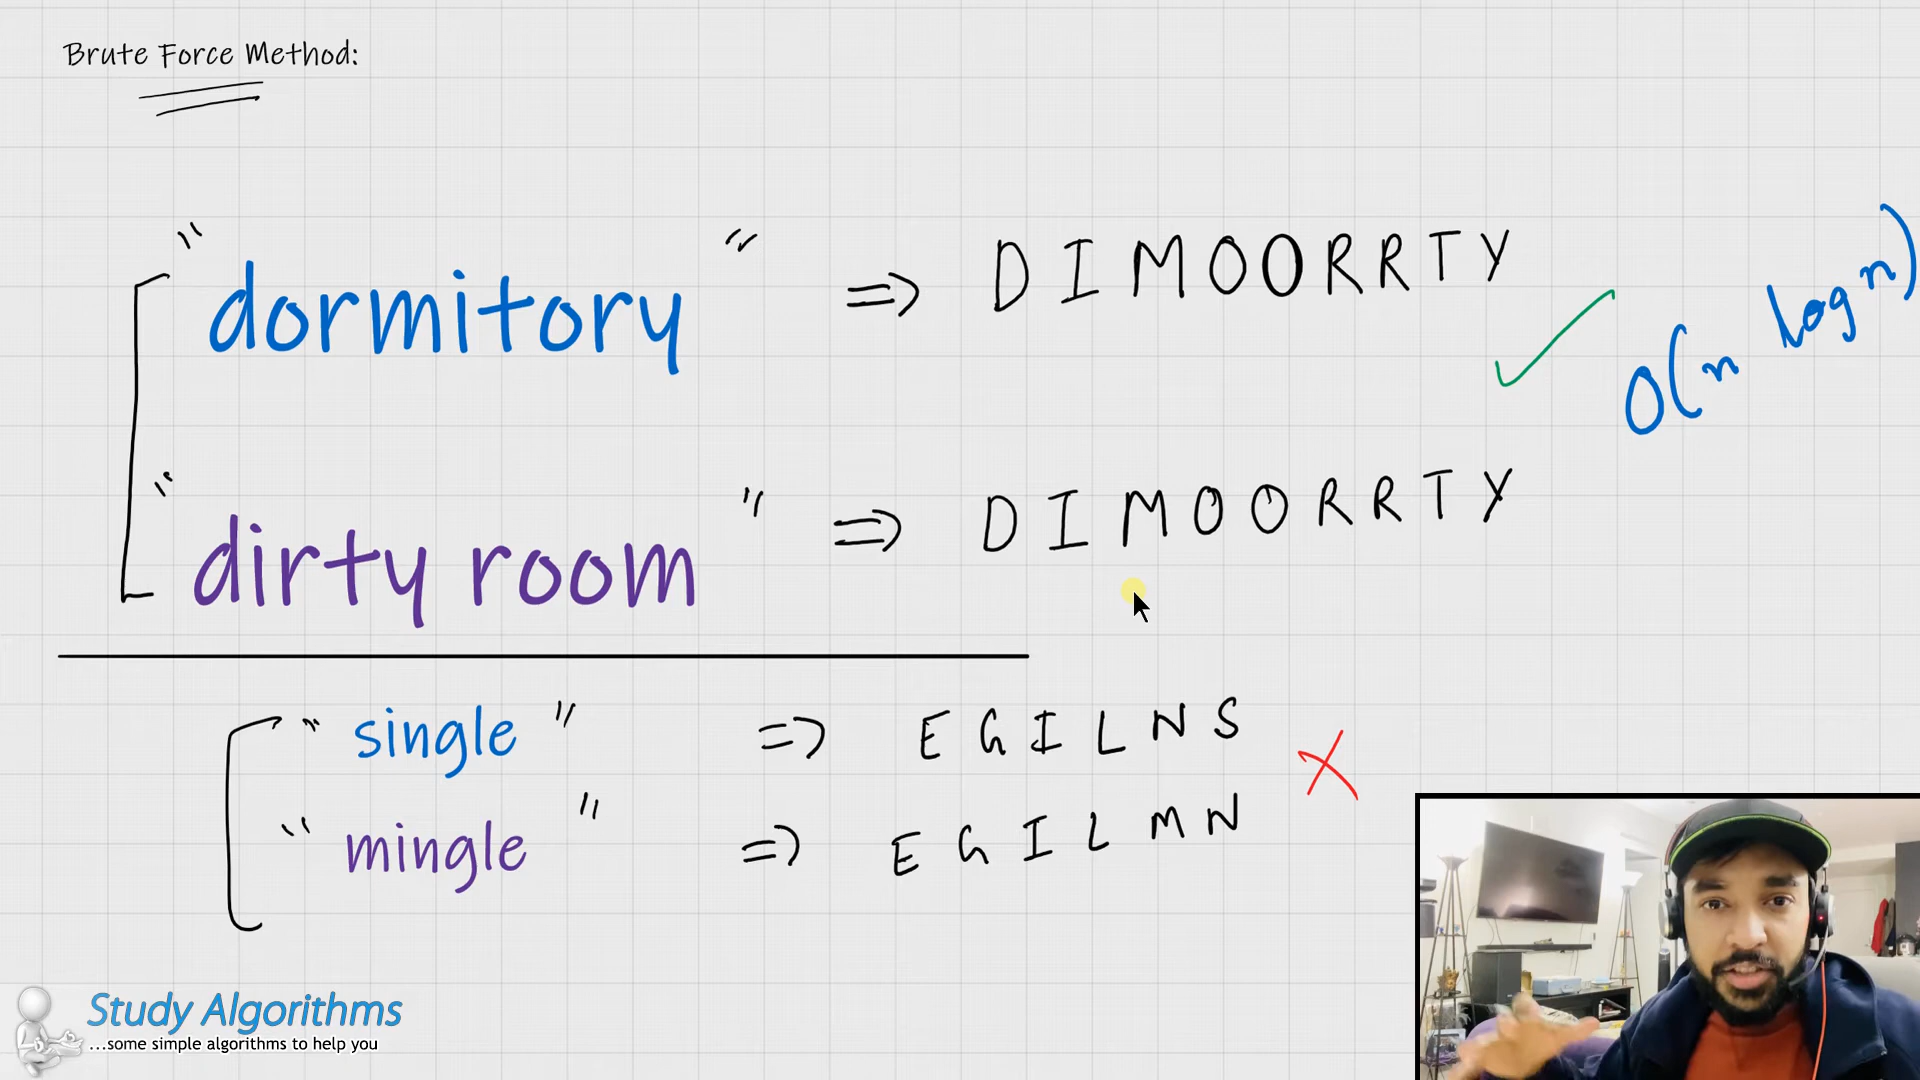 Brute Force Method:
"dormitory" => DIMOORRTY
O(n log n)
"dirty room" => DIMOORRTY
"single" => EGILNS
"mingle" => EGILMN
Study Algorithms
...some simple algorithms to help you